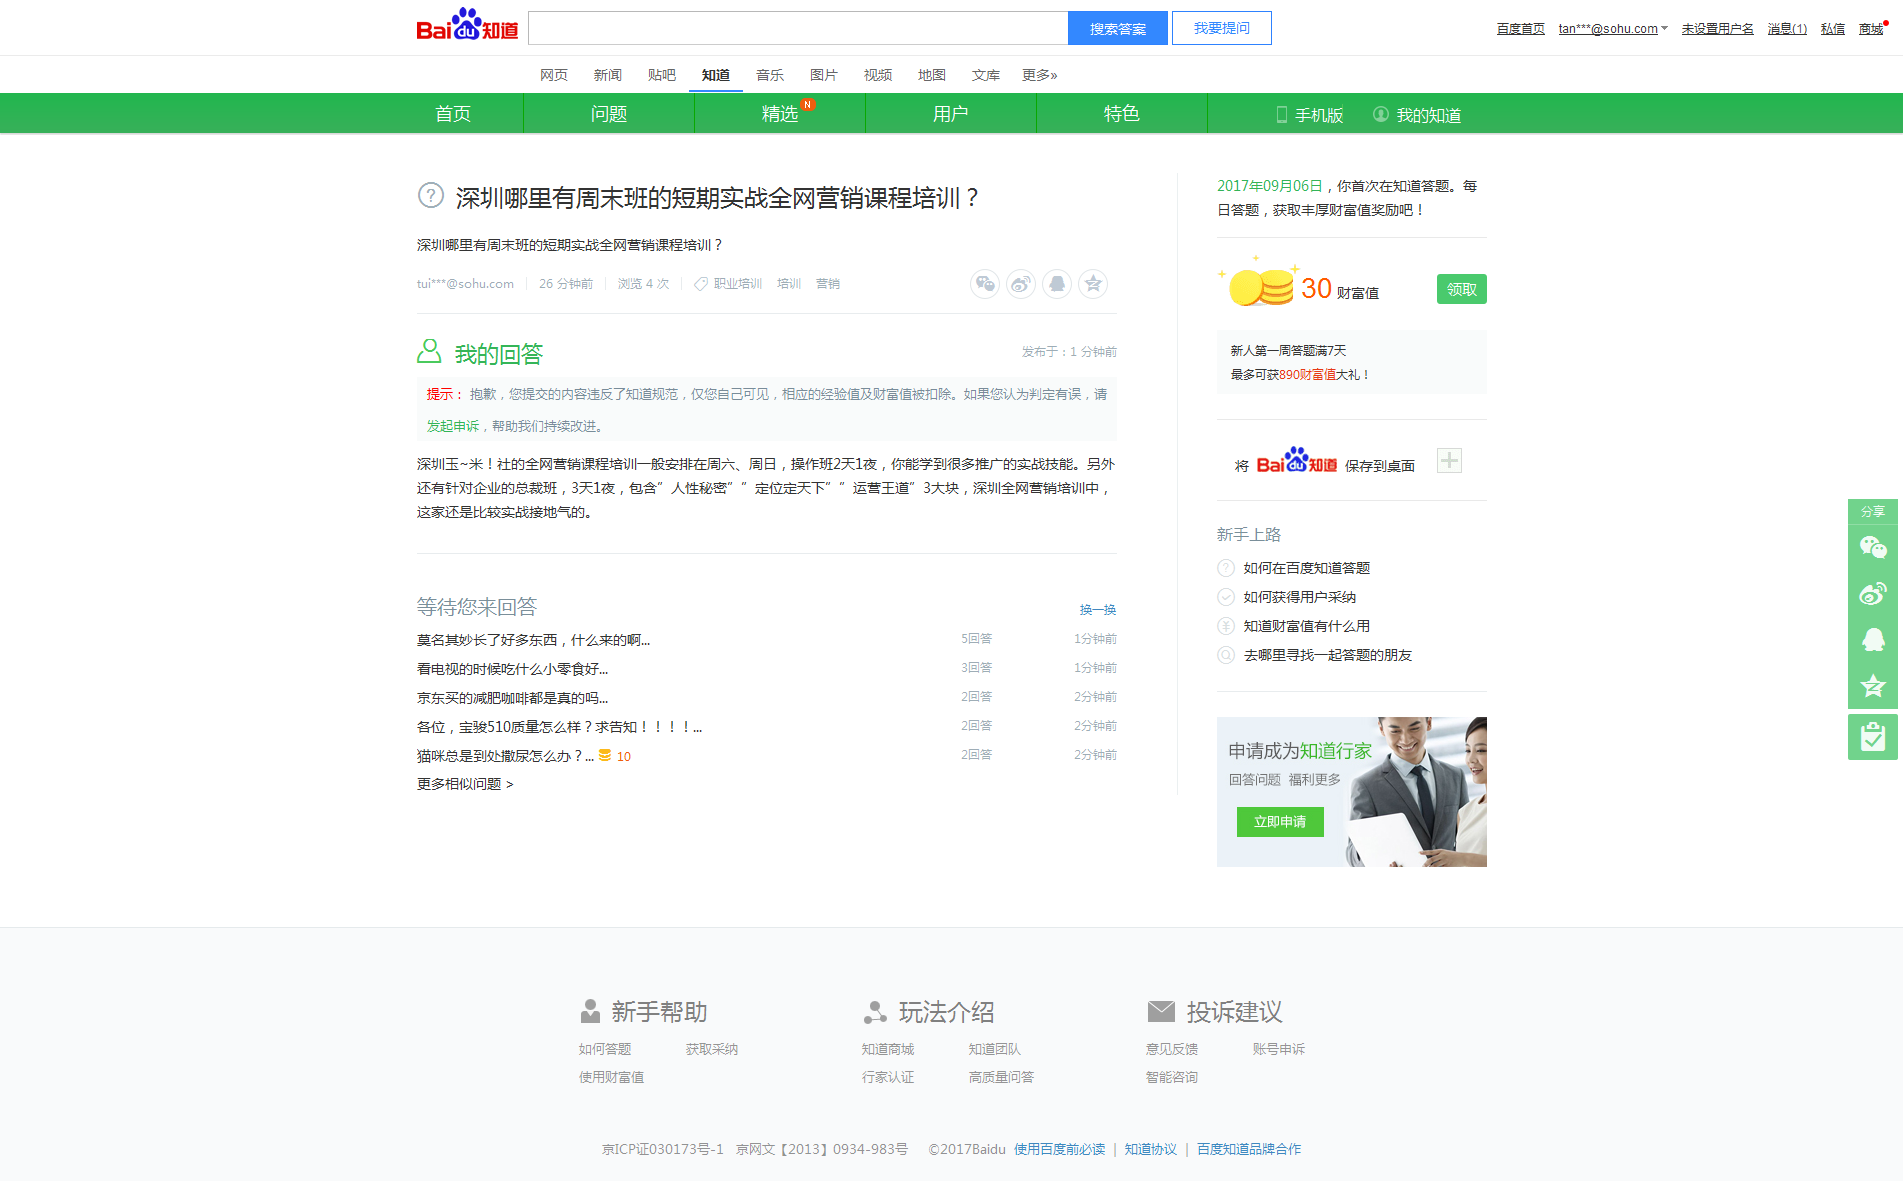 Bai du 知道
搜索答案
我要提问
百度首页 tan***@sohu.com 未设置用户名 消息(1) 私信 商城
网页 新闻 贴吧 知道 音乐 图片 视频 地图 文库 更多»
首页 问题 精选 N 用户 特色 手机版 我的知道
深圳哪里有周末班的短期实战全网营销课程培训？
深圳哪里有周末班的短期实战全网营销课程培训？
tui***@sohu.com 26 分钟前 浏览 4 次 职业培训 培训 营销
我的回答
发布于：1 分钟前
提示： 抱歉，您提交的内容违反了知道规范，仅您自己可见，相应的经验值及财富值被扣除。如果您认为判定有误，请
发起申诉，帮助我们持续改进。
深圳玉~米！社的全网营销课程培训一般安排在周六、周日，操作班2天1夜，你能学到很多推广的实战技能。另外
还有针对企业的总裁班，3天1夜，包含”人性秘密””定位定天下””运营王道”3大块，深圳全网营销培训中，
这家还是比较实战接地气的。
等待您来回答
换一换
莫名其妙长了好多东西，什么来的啊... 5回答 1分钟前
看电视的时候吃什么小零食好... 3回答 1分钟前
京东买的减肥咖啡都是真的吗... 2回答 2分钟前
各位，宝骏510质量怎么样？求告知！！！！... 2回答 2分钟前
猫咪总是到处撒尿怎么办？... 10 2回答 2分钟前
更多相似问题 >
2017年09月06日，你首次在知道答题。每
日答题，获取丰厚财富值奖励吧！
30 财富值 领取
新人第一周答题满7天
最多可获890财富值大礼！
将 Bai du 知道 保存到桌面
新手上路
如何在百度知道答题
如何获得用户采纳
知道财富值有什么用
去哪里寻找一起答题的朋友
申请成为知道行家
回答问题 福利更多
立即申请
分享
新手帮助
如何答题 获取采纳
使用财富值
玩法介绍
知道商城 知道团队
行家认证 高质量问答
投诉建议
意见反馈 账号申诉
智能咨询
京ICP证030173号-1 京网文【2013】0934-983号 ©2017Baidu 使用百度前必读 | 知道协议 | 百度知道品牌合作